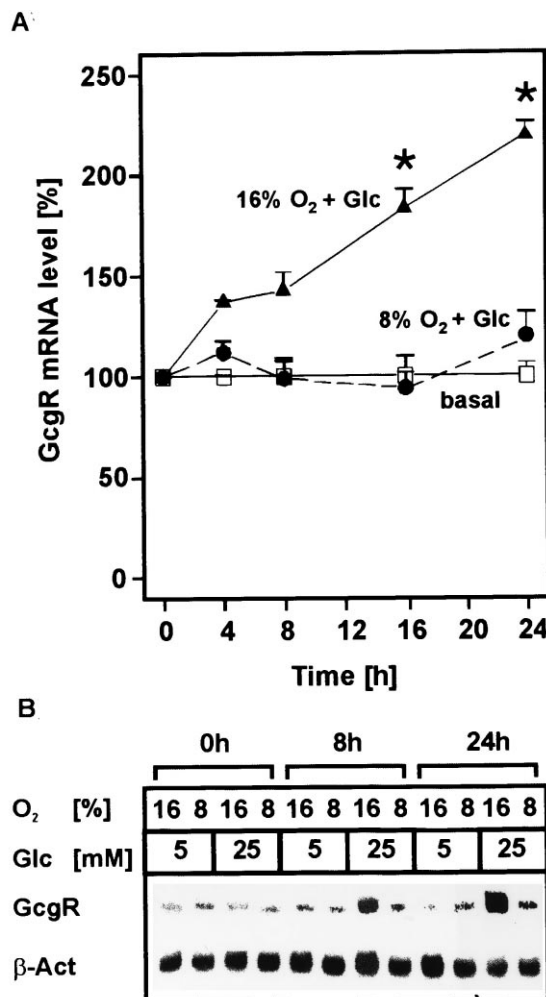 A
GcgR mRNA level [%]
250
200
150
100
50
0
16% O₂ + Glc
8% O₂ + Glc
basal
*
*
0 4 8 12 16 20 24
Time [h]
B
0h 8h 24h
O₂ [%] 16 8 16 8 16 8 16 8 16 8 16 8
Glc [mM] 5 25 5 25 5 25
GcgR
β-Act